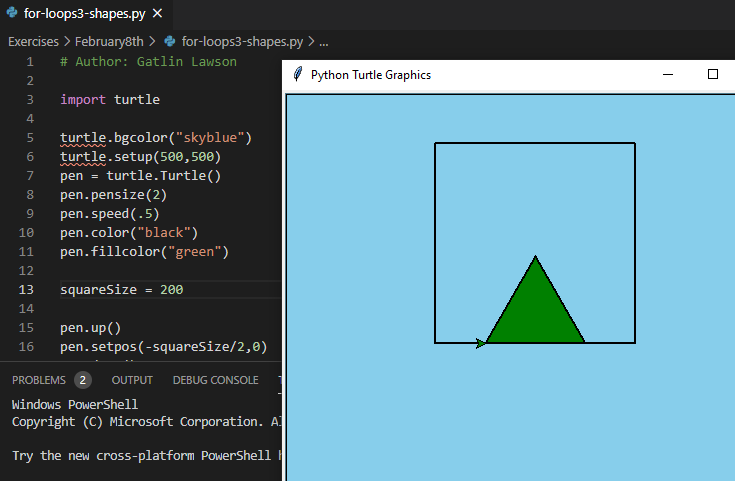 for-loops3-shapes.py
Exercises > February8th > for-loops3-shapes.py > ...
1 # Author: Gatlin Lawson
2
3 import turtle
4
5 turtle.bgcolor("skyblue")
6 turtle.setup(500,500)
7 pen = turtle.Turtle()
8 pen.pensize(2)
9 pen.speed(.5)
10 pen.color("black")
11 pen.fillcolor("green")
12
13 squareSize = 200
14
15 pen.up()
16 pen.setpos(-squareSize/2,0)
Python Turtle Graphics
PROBLEMS 2 OUTPUT DEBUG CONSOLE
Windows PowerShell
Copyright (C) Microsoft Corporation.
Try the new cross-platform PowerShell